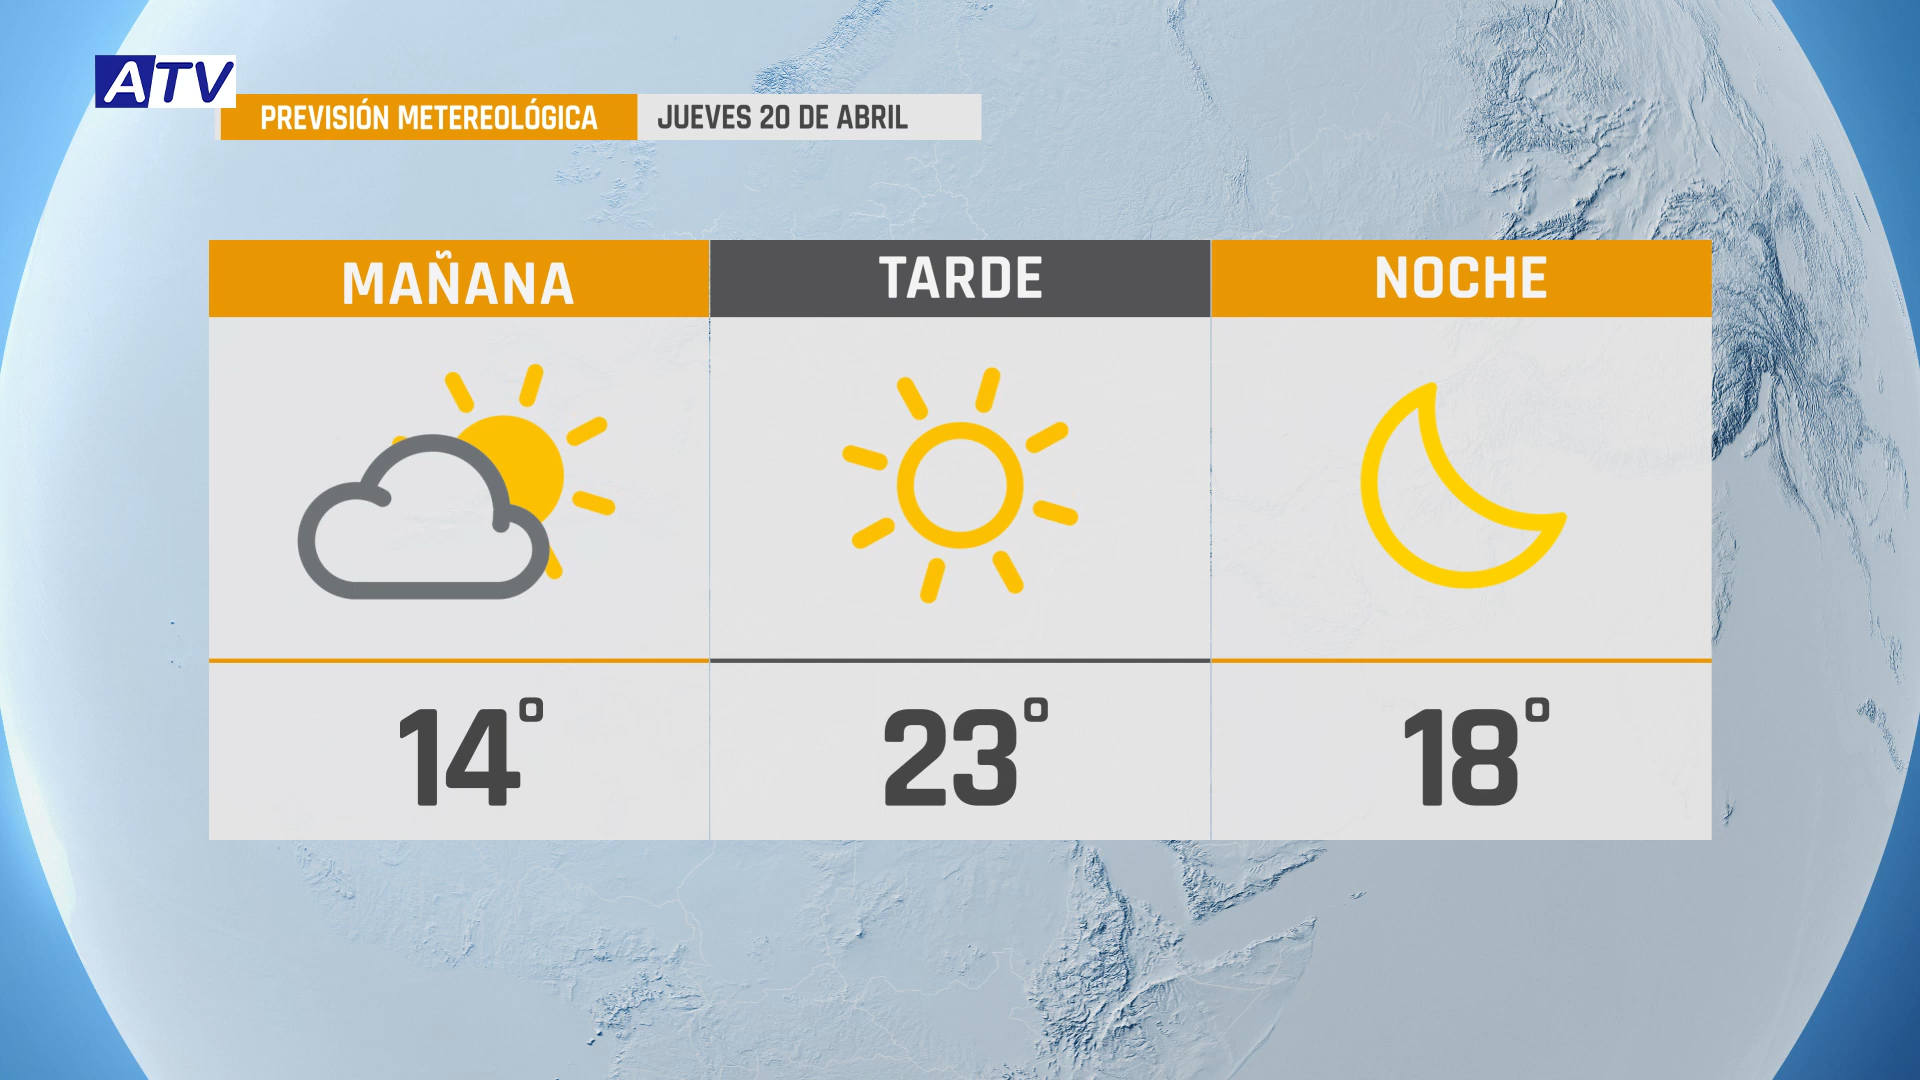 ATV
PREVISIÓN METEREOLÓGICA JUEVES 20 DE ABRIL
MAÑANA TARDE NOCHE
14° 23° 18°